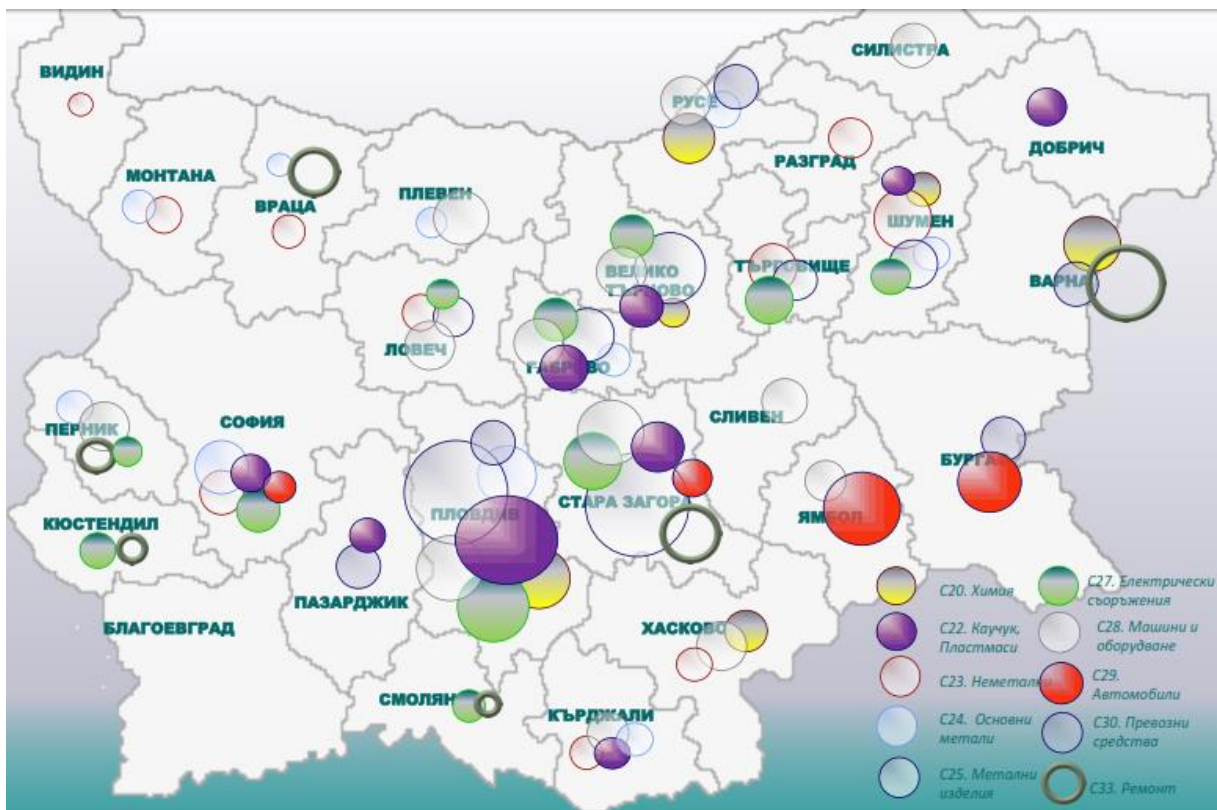 СИЛИСТРА
ВИДИН
РУСЕ
ДОБРИЧ
РАЗГРАД
МОНТАНА
ПЛЕВЕН
ВРАЦА
ШУМЕН
ВЕЛИКО
ТЪРНОВО
ТЪРГОВИЩЕ
ВАРНА
ЛОВЕЧ
ГАБРОВО
СЛИВЕН
СОФИЯ
ПЕРНИК
БУРГАС
СТАРА ЗАГОРА
ПЛОВДИВ
ЯМБОЛ
КЮСТЕНДИЛ
ПАЗАРДЖИК
БЛАГОЕВГРАД
ХАСКОВО
СМОЛЯН
КЪРДЖАЛИ
С20. Химия
С22. Каучук,
Пластмаси
С23. Неметални
С24. Основни
метали
С25. Метални
изделия
С27. Електрически
съоръжения
С28. Машини и
оборудване
С29.
Автомобили
С30. Превозни
средства
С33. Ремонт